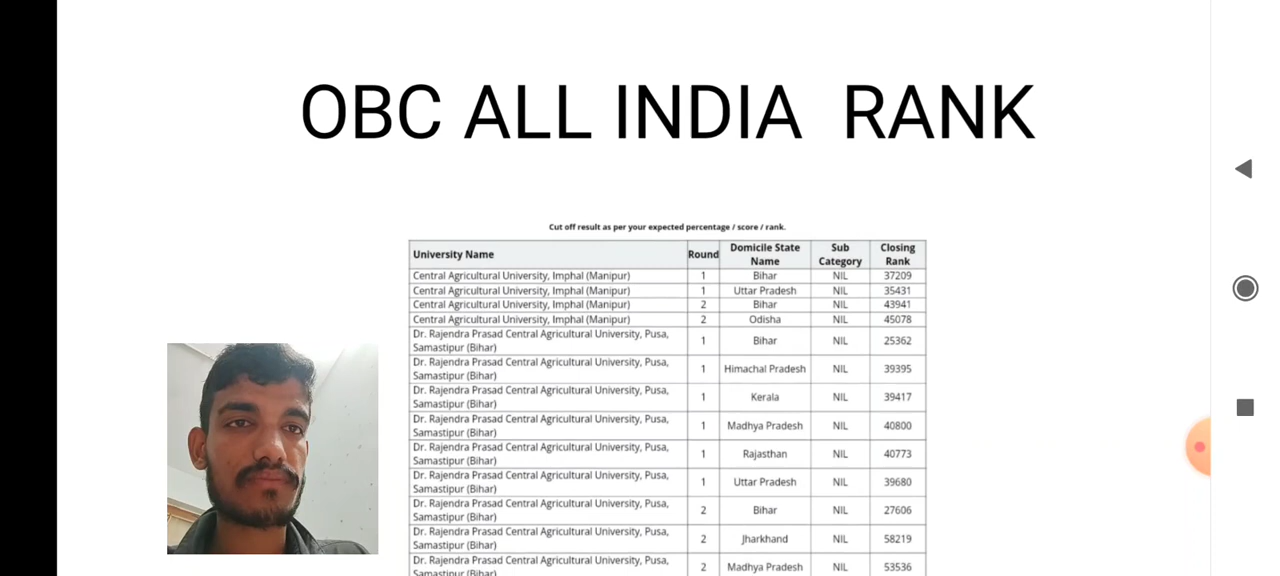 OBC ALL INDIA RANK
Cut off result as per your expected percentage / score / rank.
University Name Round Domicile State Name Sub Category Closing Rank
Central Agricultural University, Imphal (Manipur) 1 Bihar NIL 37209
Central Agricultural University, Imphal (Manipur) 1 Uttar Pradesh NIL 35431
Central Agricultural University, Imphal (Manipur) 2 Bihar NIL 43941
Central Agricultural University, Imphal (Manipur) 2 Odisha NIL 45078
Dr. Rajendra Prasad Central Agricultural University, Pusa, Samastipur (Bihar) 1 Bihar NIL 25362
Dr. Rajendra Prasad Central Agricultural University, Pusa, Samastipur (Bihar) 1 Himachal Pradesh NIL 39395
Dr. Rajendra Prasad Central Agricultural University, Pusa, Samastipur (Bihar) 1 Kerala NIL 39417
Dr. Rajendra Prasad Central Agricultural University, Pusa, Samastipur (Bihar) 1 Madhya Pradesh NIL 40800
Dr. Rajendra Prasad Central Agricultural University, Pusa, Samastipur (Bihar) 1 Rajasthan NIL 40773
Dr. Rajendra Prasad Central Agricultural University, Pusa, Samastipur (Bihar) 1 Uttar Pradesh NIL 39680
Dr. Rajendra Prasad Central Agricultural University, Pusa, Samastipur (Bihar) 2 Bihar NIL 27606
Dr. Rajendra Prasad Central Agricultural University, Pusa, Samastipur (Bihar) 2 Jharkhand NIL 58219
Dr. Rajendra Prasad Central Agricultural University, Pusa, Samastipur (Bihar) 2 Madhya Pradesh NIL 53536